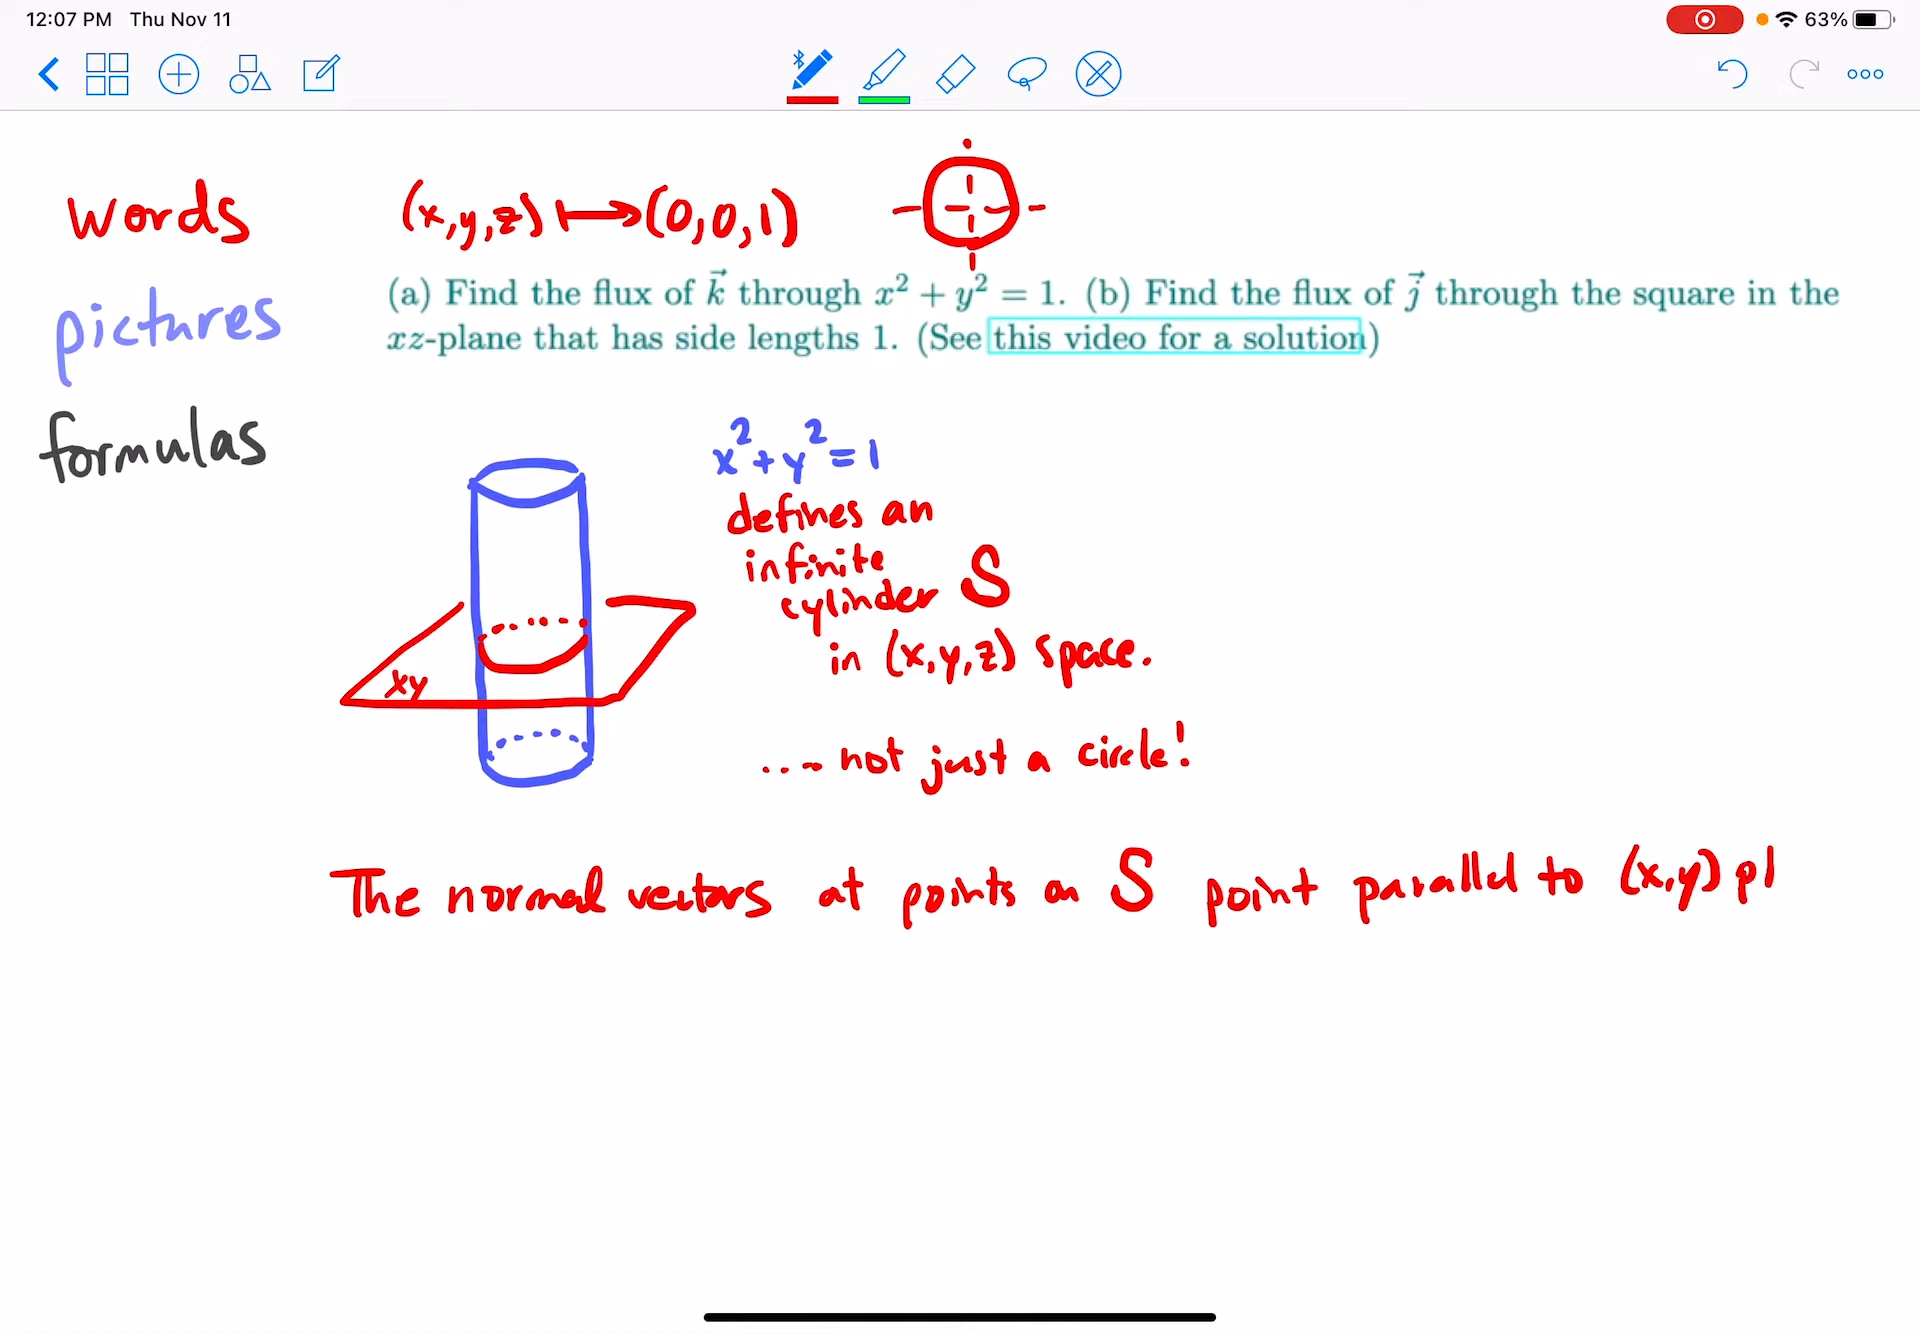 12:07 PM Thu Nov 11
63%
words
(x,y,z) ↦ (0,0,1)
pictures
(a) Find the flux of k⃗ through x² + y² = 1. (b) Find the flux of j⃗ through the square in the
xz-plane that has side lengths 1. (See this video for a solution)
formulas
x²+y²=1
defines an
infinite
cylinder S
in (x,y,z) space.
xy
.... not just a circle!
The normal vectors at points on S point parallel to (x,y) pl